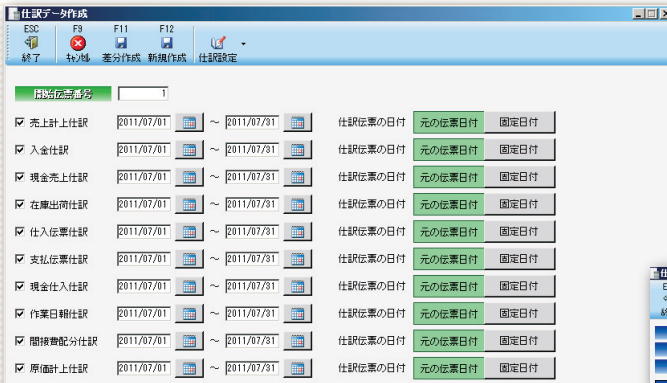 仕訳データ作成
ESC F9 F11 F12
終了 ｷｬﾝｾﾙ 差分作成 新規作成 仕訳設定
開始伝票番号 1
売上計上仕訳 2011/07/01 ～ 2011/07/31 仕訳伝票の日付 元の伝票日付 固定日付
入金仕訳 2011/07/01 ～ 2011/07/31 仕訳伝票の日付 元の伝票日付 固定日付
現金売上仕訳 2011/07/01 ～ 2011/07/31 仕訳伝票の日付 元の伝票日付 固定日付
在庫出荷仕訳 2011/07/01 ～ 2011/07/31 仕訳伝票の日付 元の伝票日付 固定日付
仕入伝票仕訳 2011/07/01 ～ 2011/07/31 仕訳伝票の日付 元の伝票日付 固定日付
支払伝票仕訳 2011/07/01 ～ 2011/07/31 仕訳伝票の日付 元の伝票日付 固定日付
現金仕入仕訳 2011/07/01 ～ 2011/07/31 仕訳伝票の日付 元の伝票日付 固定日付
作業日報仕訳 2011/07/01 ～ 2011/07/31 仕訳伝票の日付 元の伝票日付 固定日付
間接費配分仕訳 2011/07/01 ～ 2011/07/31 仕訳伝票の日付 元の伝票日付 固定日付
原価計上仕訳 2011/07/01 ～ 2011/07/31 仕訳伝票の日付 元の伝票日付 固定日付